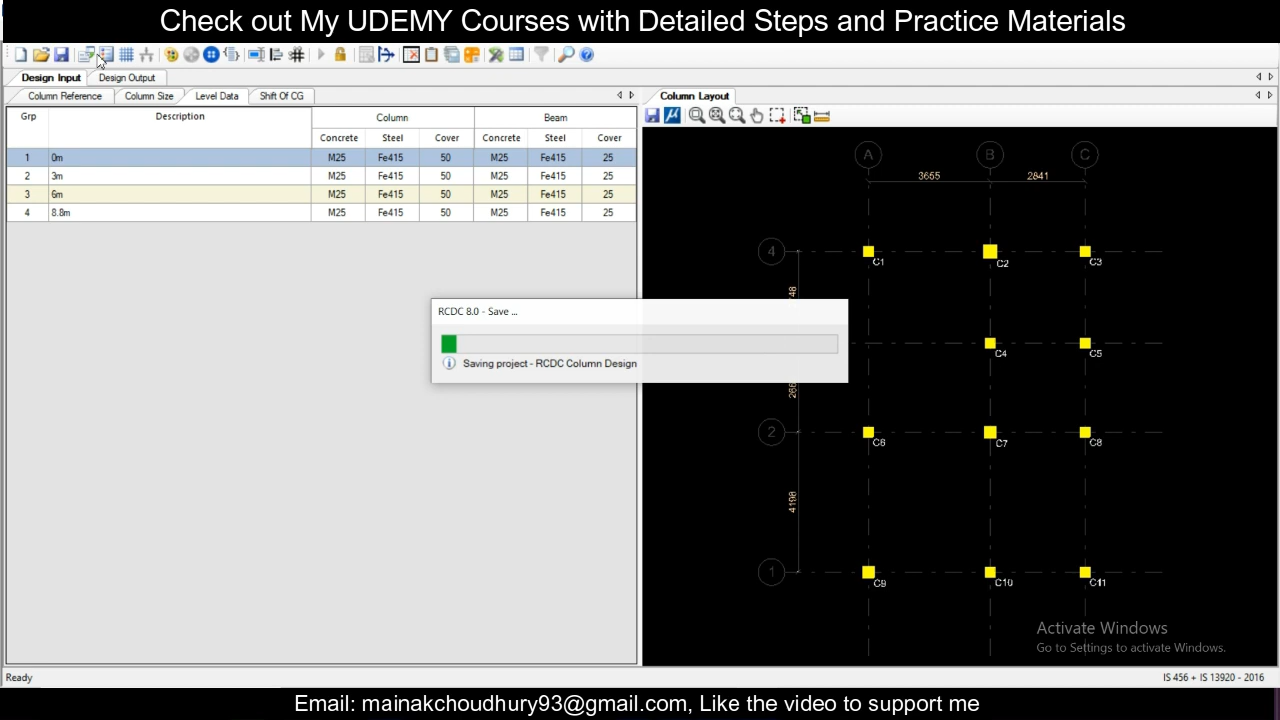 Check out My UDEMY Courses with Detailed Steps and Practice Materials
Design Input Design Output
Column Reference Column Size Level Data Shift Of CG
Column Layout
Grp Description Column Beam
Concrete Steel Cover Concrete Steel Cover
1 0m M25 Fe415 50 M25 Fe415 25
2 3m M25 Fe415 50 M25 Fe415 25
3 6m M25 Fe415 50 M25 Fe415 25
4 8.8m M25 Fe415 50 M25 Fe415 25
A B C
3655 2841
4
C1 C2 C3
RCDC 8.0 - Save ...
Saving project - RCDC Column Design
C4 C5
2
C6 C7 C8
4198
1
C9 C10 C11
Activate Windows
Go to Settings to activate Windows.
Ready
IS 456 + IS 13920 - 2016
Email: mainakchoudhury93@gmail.com, Like the video to support me